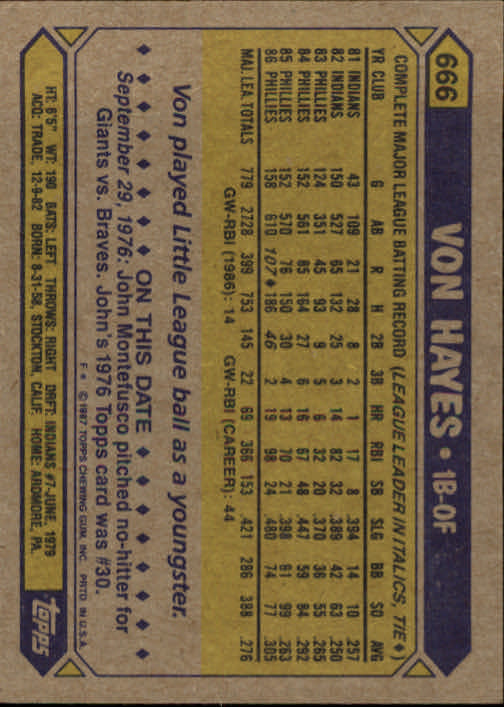 666 VON HAYES • 1B-OF
COMPLETE MAJOR LEAGUE BATTING RECORD (LEAGUE LEADER IN ITALICS, TIE ♦)
YR CLUB G AB R H 2B 3B HR RBI SB SLG BB SO AVG
81 INDIANS 43 109 21 28 8 2 1 17 8 .394 14 10 .257
82 INDIANS 150 527 65 132 25 3 14 82 32 .389 42 63 .250
83 PHILLIES 124 351 45 93 9 5 6 32 20 .370 36 55 .265
84 PHILLIES 152 561 85 164 27 6 16 67 48 .447 59 84 .292
85 PHILLIES 152 570 76 150 30 4 13 70 21 .398 61 99 .263
86 PHILLIES 158 610 107♦ 186 46 2 19 98 24 .480 74 77 .305
MAJ. LEA. TOTALS 779 2728 399 753 145 22 69 366 153 .421 286 388 .276
GW-RBI (1986): 14 GW-RBI (CAREER): 44
Von played Little League ball as a youngster.
♦ ♦ ♦ ♦ ♦ ♦ ON THIS DATE ♦ ♦ ♦ ♦ ♦ ♦
September 29, 1976: John Montefusco pitched no-hitter for
Giants vs. Braves. John's 1976 Topps card was #30.
F* © 1987 TOPPS CHEWING GUM, INC. PRTD. IN U.S.A.
HT: 6'5" WT: 190 BATS: LEFT THROWS: RIGHT DRFT: INDIANS #7-JUNE, 1979
ACQ: TRADE, 12-9-82 BORN: 8-31-58, STOCKTON, CALIF. HOME: ARDMORE, PA.
TOPPS